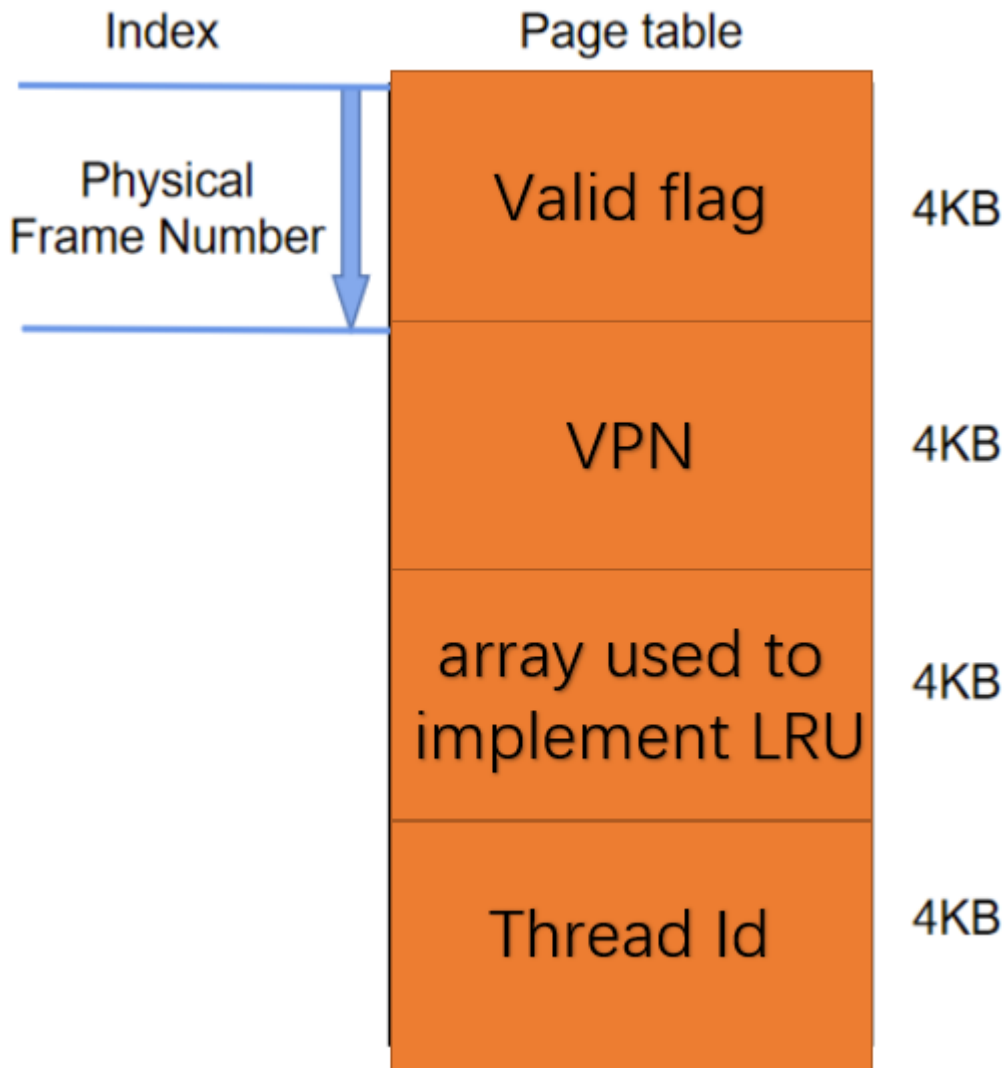 Index
Page table
Physical
Frame Number
Valid flag
4KB
VPN
4KB
array used to
implement LRU
4KB
Thread Id
4KB